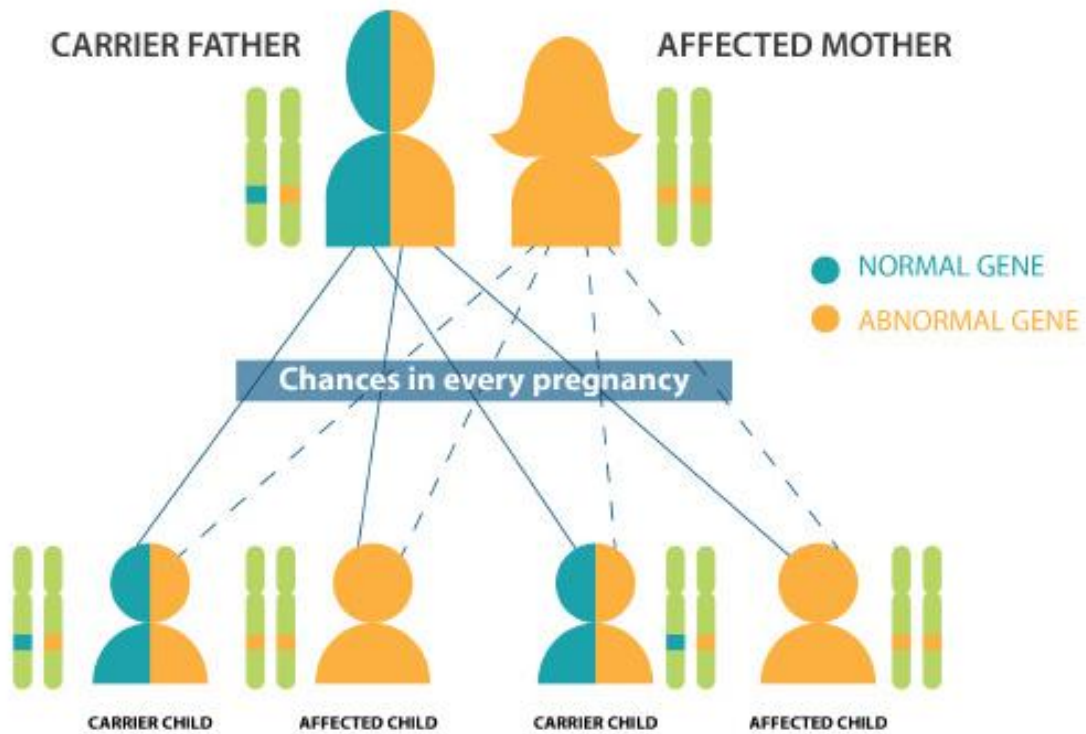 CARRIER FATHER
AFFECTED MOTHER
NORMAL GENE
ABNORMAL GENE
Chances in every pregnancy
CARRIER CHILD
AFFECTED CHILD
CARRIER CHILD
AFFECTED CHILD